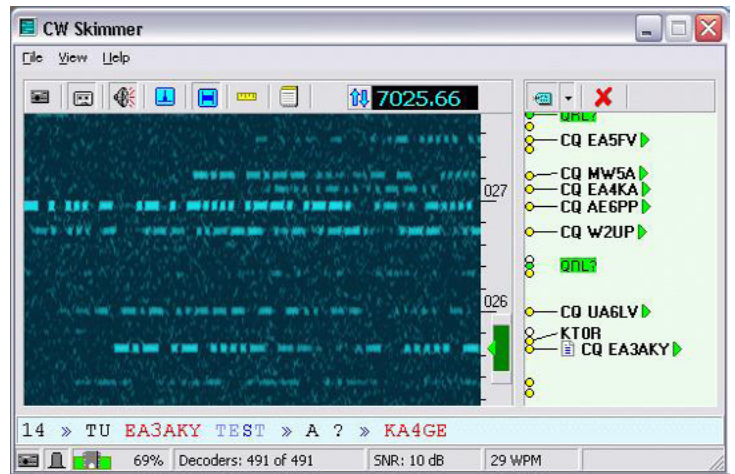 CW Skimmer
File View Help
7025.66
QRL?
CQ EA5FV
027
CQ MW5A
CQ EA4KA
CQ AE6PP
CQ W2UP
QRL?
026
CQ UA6LV
KT0R
CQ EA3AKY
14 » TU EA3AKY TEST » A ? » KA4GE
69% Decoders: 491 of 491 SNR: 10 dB 29 WPM